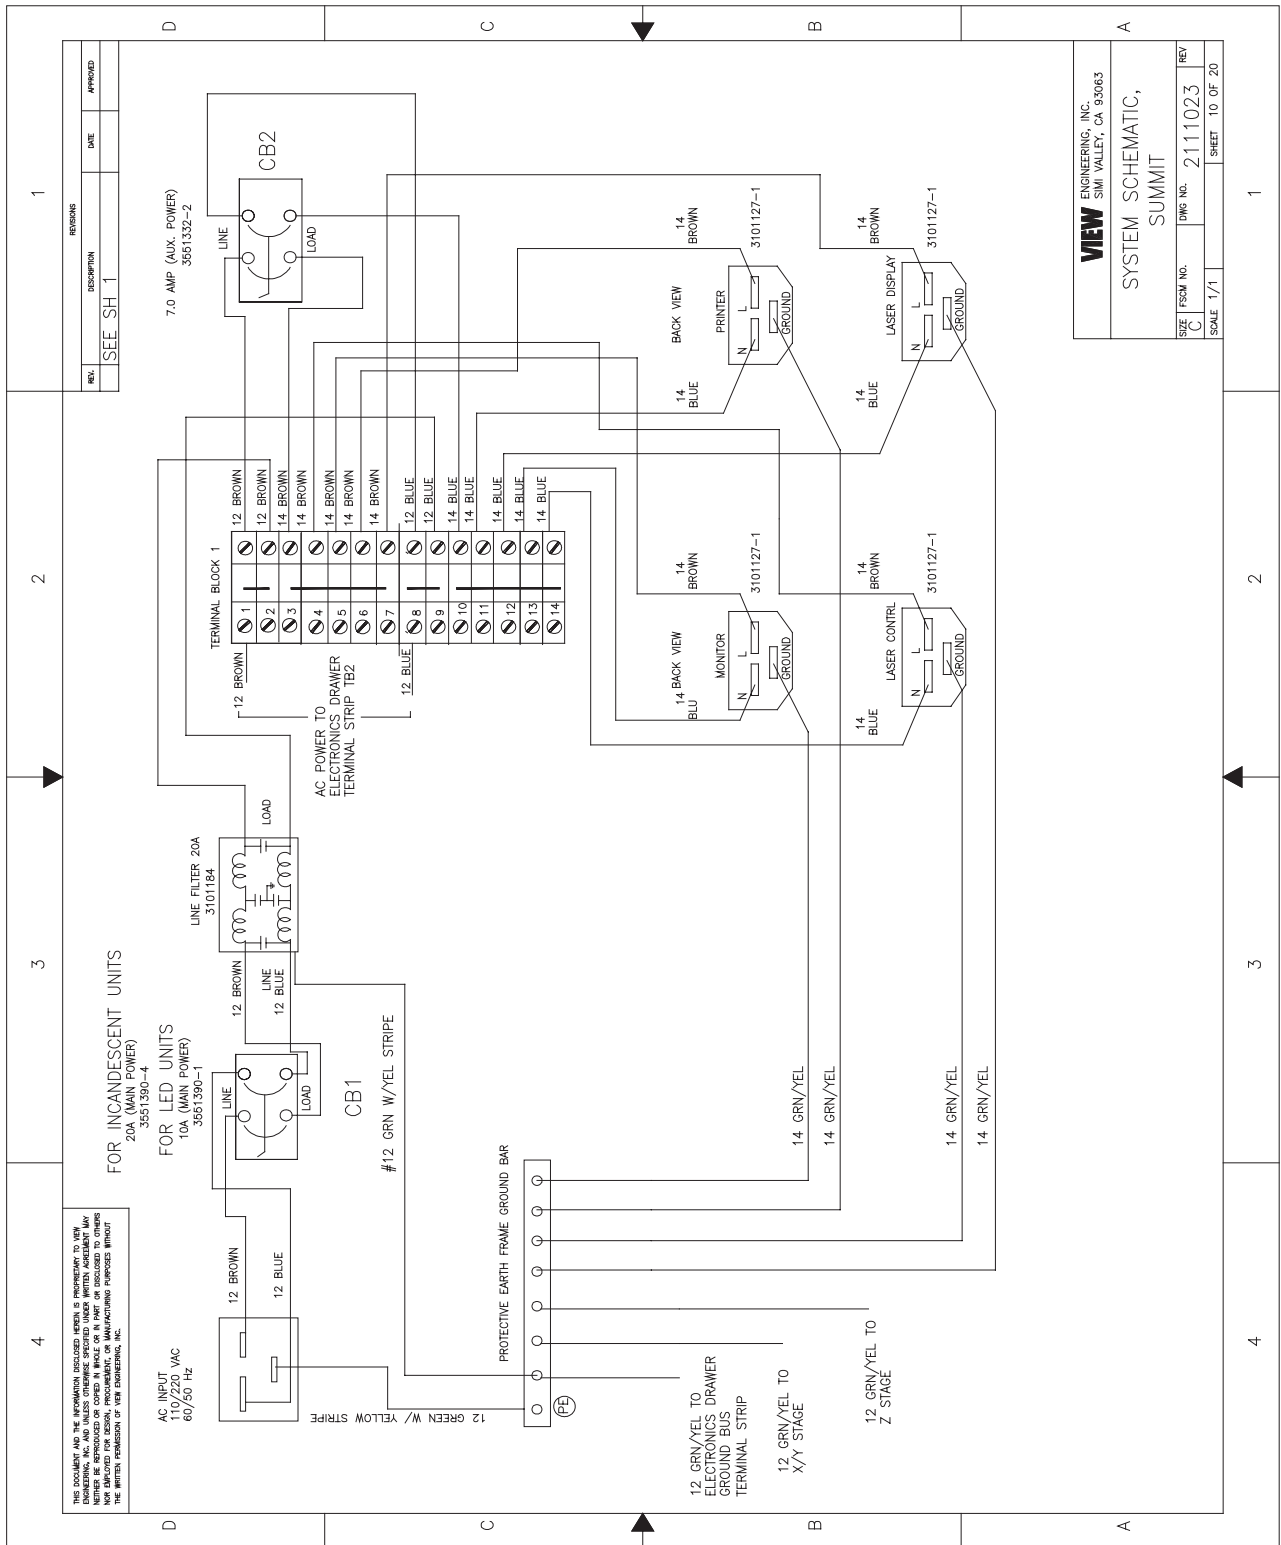 4
3
2
1
D
C
B
A
THIS DOCUMENT AND THE INFORMATION DISCLOSED HEREIN IS PROPRIETARY TO VIEW
ENGINEERING, INC. AND UNLESS OTHERWISE SPECIFIED UNDER WRITTEN AGREEMENT MAY
NEITHER BE REPRODUCED OR COPIED IN WHOLE OR IN PART OR DISCLOSED TO OTHERS
NOR EMPLOYED FOR DESIGN, PROCUREMENT, OR MANUFACTURING PURPOSES WITHOUT
THE WRITTEN PERMISSION OF VIEW ENGINEERING, INC.
REVISIONS
REV. DESCRIPTION DATE APPROVED
SEE SH 1
FOR INCANDESCENT UNITS
20A (MAIN POWER)
3551390-4
FOR LED UNITS
10A (MAIN POWER)
3551390-1
AC INPUT
110/220 VAC
60/50 Hz
12 BROWN
12 BLUE
12 GREEN W/ YELLOW STRIPE
LINE
LOAD
CB1
12 BROWN
LINE
12 BLUE
#12 GRN W/YEL STRIPE
LINE FILTER 20A
3101184
LOAD
7.0 AMP (AUX. POWER)
3551332-2
LINE
LOAD
CB2
TERMINAL BLOCK 1
1
2
3
4
5
6
7
8
9
10
11
12
13
14
12 BROWN
12 BROWN
14 BROWN
14 BROWN
14 BROWN
14 BROWN
14 BROWN
12 BLUE
12 BLUE
14 BLUE
14 BLUE
14 BLUE
14 BLUE
14 BLUE
12 BROWN
12 BLUE
AC POWER TO
ELECTRONICS DRAWER
TERMINAL STRIP TB2
PROTECTIVE EARTH FRAME GROUND BAR
PE
12 GRN/YEL TO
ELECTRONICS DRAWER
GROUND BUS
TERMINAL STRIP
12 GRN/YEL TO
X/Y STAGE
12 GRN/YEL TO
Z STAGE
14 GRN/YEL
14 GRN/YEL
14 GRN/YEL
14 GRN/YEL
14
BLU
BACK VIEW
MONITOR
N L
GROUND
14
BROWN
3101127-1
14
BLUE
BACK VIEW
PRINTER
N L
GROUND
14
BROWN
3101127-1
14
BLUE
LASER CONTRL
N L
GROUND
14
BROWN
3101127-1
14
BLUE
LASER DISPLAY
N L
GROUND
14
BROWN
3101127-1
VIEW ENGINEERING, INC.
SIMI VALLEY, CA 93063
SYSTEM SCHEMATIC,
SUMMIT
SIZE FSCM NO. DWG NO. REV
C 2111023
SCALE 1/1 SHEET 10 OF 20
D
C
B
A
4
3
2
1